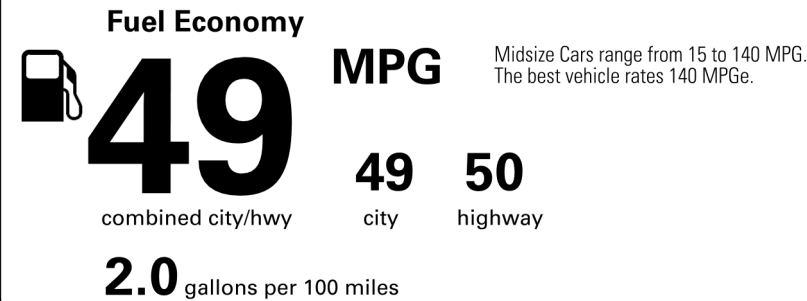 Fuel Economy
49 MPG
Midsize Cars range from 15 to 140 MPG.
The best vehicle rates 140 MPGe.
combined city/hwy
49 city
50 highway
2.0 gallons per 100 miles